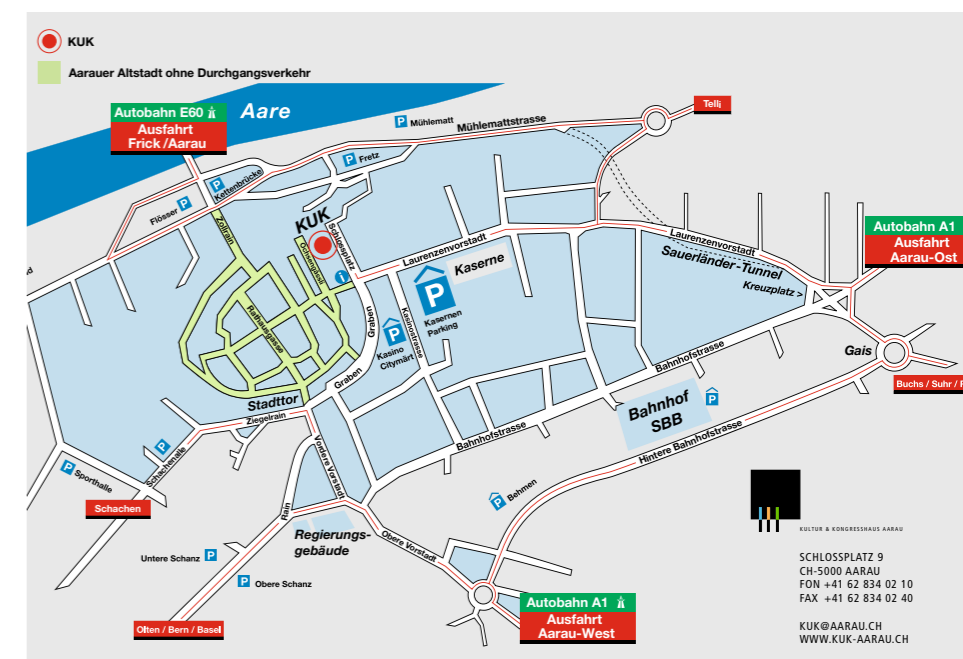 KUK
Aarauer Altstadt ohne Durchgangsverkehr
Autobahn E60
Ausfahrt
Frick/Aarau
Aare
P Mühlematt
Mühlemattstrasse
Telli
P Fretz
P
Kettenbrücke
Flösser P
Zollrain
KUK
Schlossplatz
Ochsengässli
i
Laurenzenvorstadt
Laurenzenvorstadt
Autobahn A1
Ausfahrt
Aarau-Ost
Kaserne
Sauerländer-Tunnel
Kreuzplatz >
P
Kasernen
Parking
Rathausgasse
Graben
Kasinostrasse
P
Kasino
Citymärt
Graben
Bahnhofstrasse
Gais
Buchs / Suhr /
Stadttor
Ziegelrain
Bahnhof
SBB
P
Bahnhofstrasse
Hintere Bahnhofstrasse
P
Schachenalle
Vordere Vorstadt
P Sporthalle
Schachen
P Behmen
Rain
Regierungs-
gebäude
Obere Vorstadt
Untere Schanz P
P Obere Schanz
Olten / Bern / Basel
Autobahn A1
Ausfahrt
Aarau-West
KULTUR & KONGRESSHAUS AARAU
SCHLOSSPLATZ 9
CH-5000 AARAU
FON +41 62 834 02 10
FAX +41 62 834 02 40
KUK@AARAU.CH
WWW.KUK-AARAU.CH